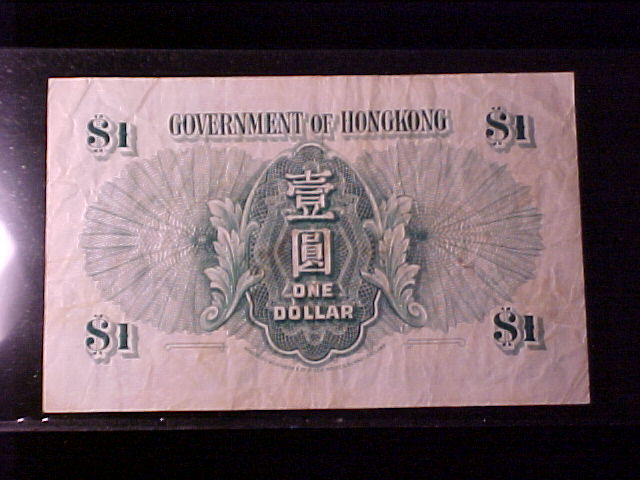 $1 GOVERNMENT OF HONGKONG $1
壹
圓
ONE
DOLLAR
$1 $1